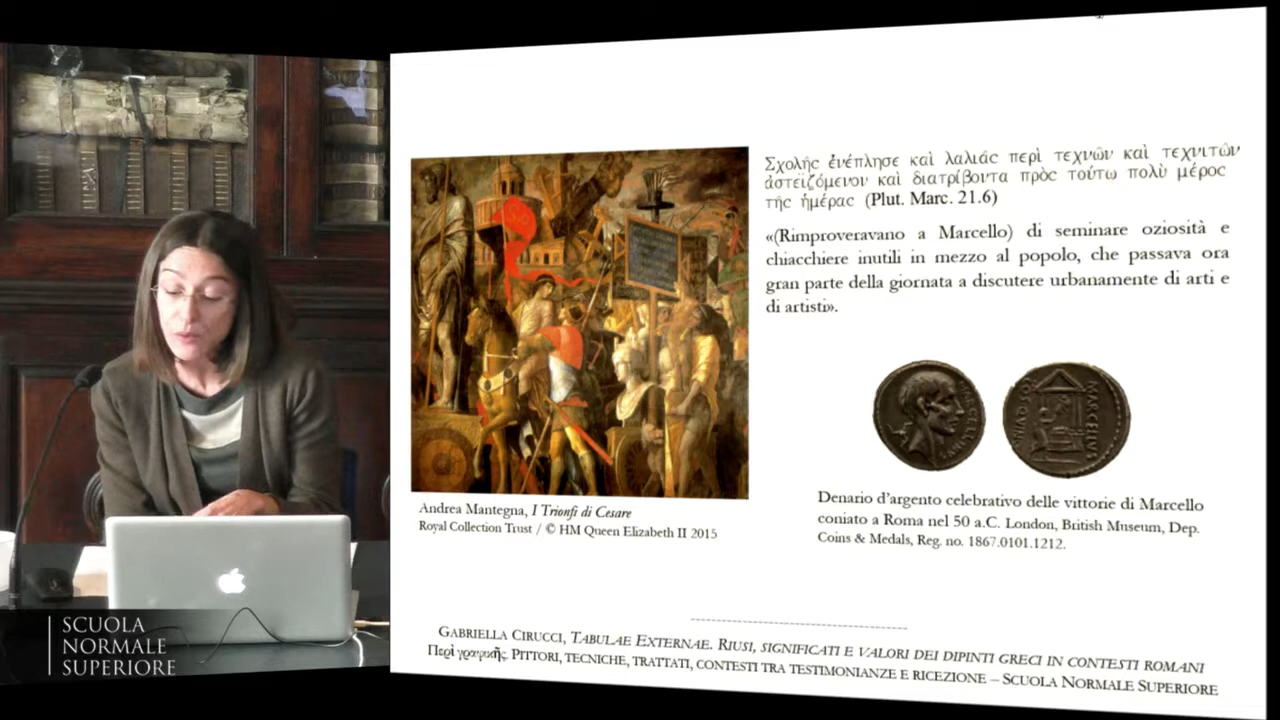 Σχολῆς ἐνέπλησε καὶ λαλιᾶς περὶ τεχνῶν καὶ τεχνιτῶν
ἀστεϊζόμενον καὶ διατρίβοντα πρὸς τούτῳ πολὺ μέρος
τῆς ἡμέρας (Plut. Marc. 21.6)
«(Rimproveravano a Marcello) di seminare oziosità e
chiacchiere inutili in mezzo al popolo, che passava ora
gran parte della giornata a discutere urbanamente di arti e
di artisti».
Andrea Mantegna, I Trionfi di Cesare
Royal Collection Trust / © HM Queen Elizabeth II 2015
Denario d'argento celebrativo delle vittorie di Marcello
coniato a Roma nel 50 a.C. London, British Museum, Dep.
Coins & Medals, Reg. no. 1867.0101.1212.
GABRIELLA CIRUCCI, TABULAE EXTERNAE. RIUSI, SIGNIFICATI E VALORI DEI DIPINTI GRECI IN CONTESTI ROMANI
Περὶ γραφικῆς. PITTORI, TECNICHE, TRATTATI, CONTESTI TRA TESTIMONIANZE E RICEZIONE – SCUOLA NORMALE SUPERIORE
SCUOLA
NORMALE
SUPERIORE